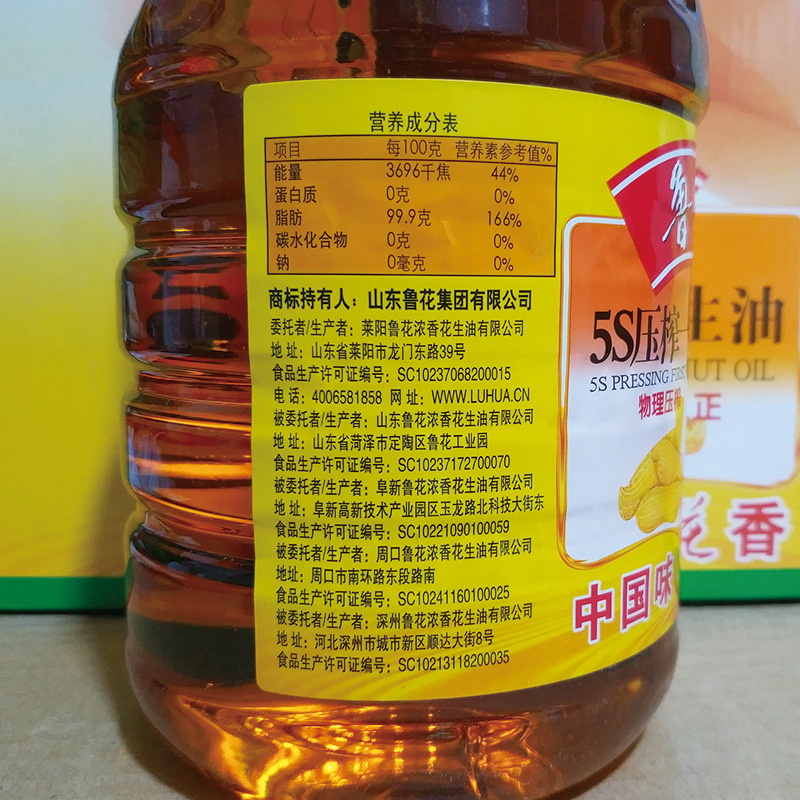 营养成分表
项目 每100克 营养素参考值%
能量 3696千焦 44%
蛋白质 0克 0%
脂肪 99.9克 166%
碳水化合物 0克 0%
钠 0毫克 0%
商标持有人：山东鲁花集团有限公司
委托者/生产者：莱阳鲁花浓香花生油有限公司
地 址：山东省莱阳市龙门东路39号
食品生产许可证编号：SC10237068200015
电 话：4006581858 网 址：WWW.LUHUA.CN
被委托者/生产者：山东鲁花浓香花生油有限公司
地 址：山东省菏泽市定陶区鲁花工业园
食品生产许可证编号：SC10237172700070
被委托者/生产者：阜新鲁花浓香花生油有限公司
地 址：阜新高新技术产业园区玉龙路北科技大街东
食品生产许可证编号：SC10221090100059
被委托者/生产者：周口鲁花浓香花生油有限公司
地址：周口市南环路东段路南
食品生产许可证编号：SC10241160100025
被委托者/生产者：深州鲁花浓香花生油有限公司
地 址：河北深州市城市新区顺达大街8号
食品生产许可证编号：SC10213118200035
鲁
5S压榨
5S PRESSING
物理压榨
中国味
生油
NUT OIL
正
花香